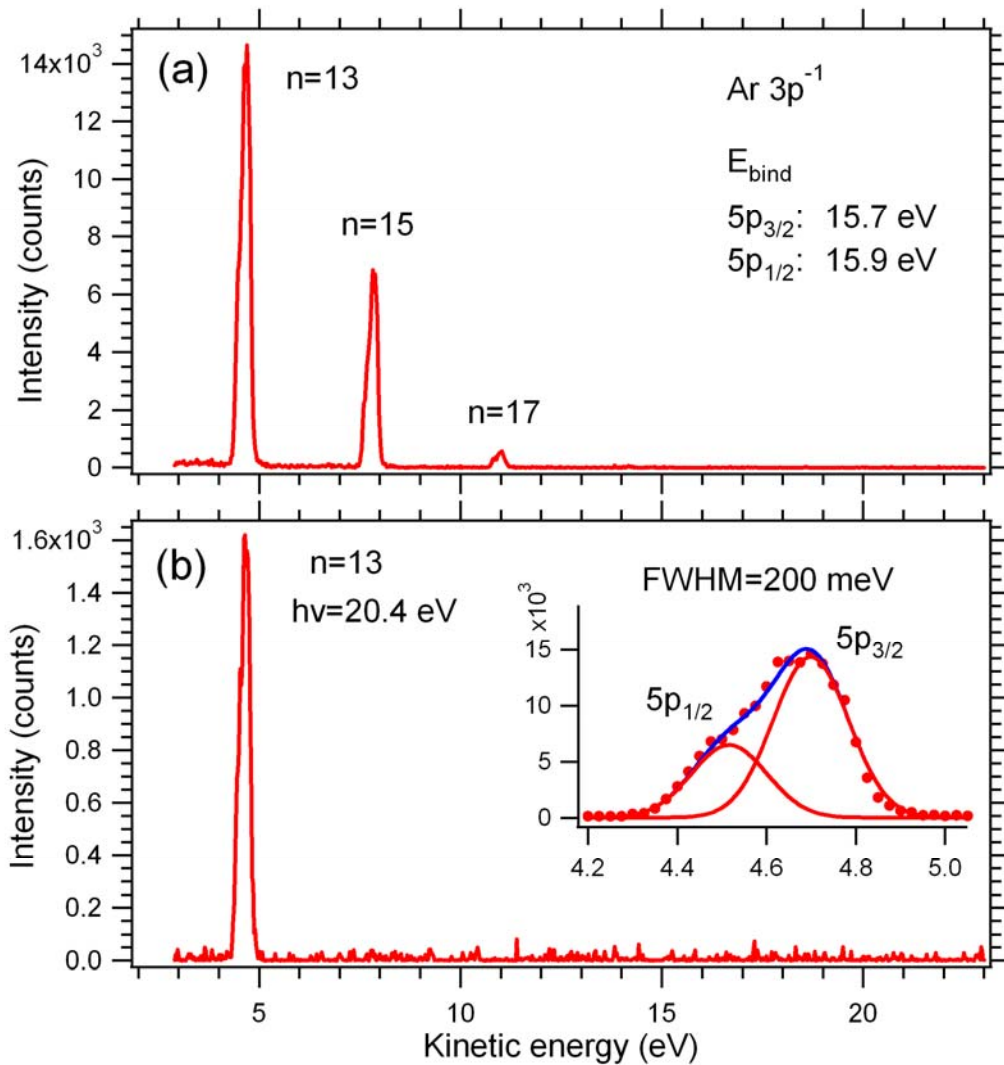 (a)
n=13
n=15
n=17
Ar 3p⁻¹
E_bind
5p_3/2: 15.7 eV
5p_1/2: 15.9 eV
14x10³
12
10
8
6
4
2
0
Intensity (counts)
(b)
n=13
hν=20.4 eV
FWHM=200 meV
x10³
15
10
5
0
5p_1/2
5p_3/2
4.2 4.4 4.6 4.8 5.0
1.6x10³
1.4
1.2
1.0
0.8
0.6
0.4
0.2
0.0
Intensity (counts)
5 10 15 20
Kinetic energy (eV)